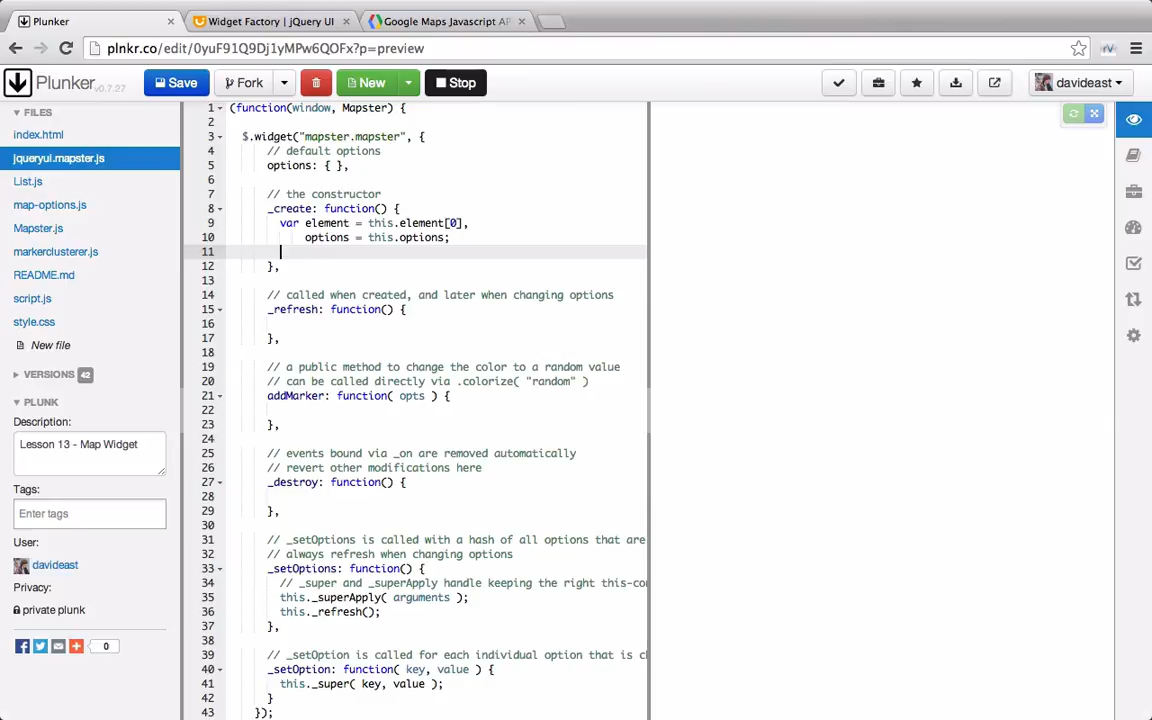 Plunker
Widget Factory | jQuery UI
Google Maps Javascript AP
plnkr.co/edit/0yuF91Q9Dj1yMPw6QOFx?p=preview
Plunker v0.7.27
Save
Fork
New
Stop
davideast
FILES
index.html
jqueryui.mapster.js
List.js
map-options.js
Mapster.js
markerclusterer.js
README.md
script.js
style.css
New file
VERSIONS 42
PLUNK
Description:
Lesson 13 - Map Widget
Tags:
Enter tags
User:
davideast
Privacy:
private plunk
0
1 (function(window, Mapster) {
2
3 $.widget("mapster.mapster", {
4 // default options
5 options: { },
6
7 // the constructor
8 _create: function() {
9 var element = this.element[0],
10 options = this.options;
11
12 },
13
14 // called when created, and later when changing options
15 _refresh: function() {
16
17 },
18
19 // a public method to change the color to a random value
20 // can be called directly via .colorize( "random" )
21 addMarker: function( opts ) {
22
23 },
24
25 // events bound via _on are removed automatically
26 // revert other modifications here
27 _destroy: function() {
28
29 },
30
31 // _setOptions is called with a hash of all options that are
32 // always refresh when changing options
33 _setOptions: function() {
34 // _super and _superApply handle keeping the right this-co
35 this._superApply( arguments );
36 this._refresh();
37 },
38
39 // _setOption is called for each individual option that is c
40 _setOption: function( key, value ) {
41 this._super( key, value );
42 }
43 });